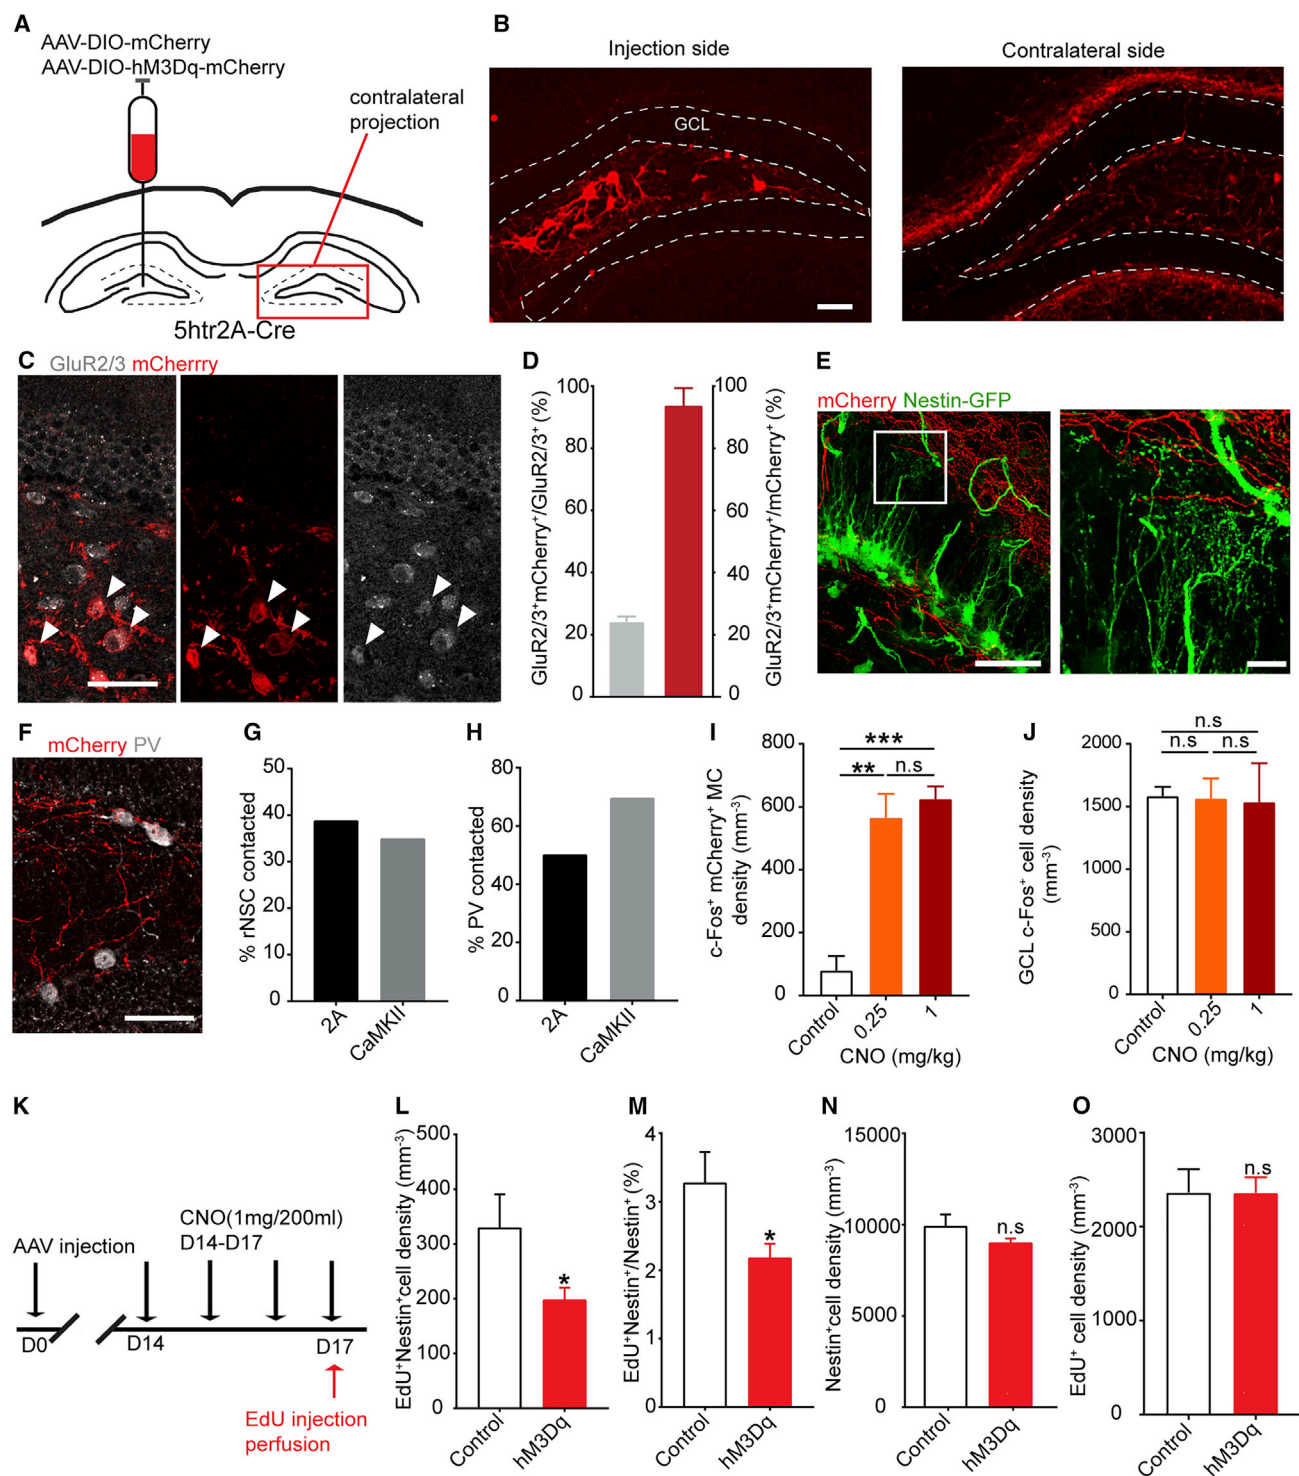 A
AAV-DIO-mCherry
AAV-DIO-hM3Dq-mCherry
contralateral
projection
5htr2A-Cre
B
Injection side
Contralateral side
GCL
C
GluR2/3 mCherrry
D
GluR2/3⁺mCherry⁺/GluR2/3⁺ (%)
100
80
60
40
20
0
100
80
60
40
20
0
GluR2/3⁺mCherry⁺/mCherry⁺ (%)
E
mCherry Nestin-GFP
F
mCherry PV
G
% rNSC contacted
50
40
30
20
10
0
2A
CaMKII
H
% PV contacted
80
60
40
20
0
2A
CaMKII
I
c-Fos⁺ mCherry⁺ MC
density (mm⁻³)
800
600
400
200
0
***
**
n.s
Control
0.25
1
CNO (mg/kg)
J
GCL c-Fos⁺ cell density
(mm⁻³)
2000
1500
1000
500
0
n.s
n.s
n.s
Control
0.25
1
CNO (mg/kg)
K
AAV injection
CNO(1mg/200ml)
D14-D17
D0
D14
D17
EdU injection
perfusion
L
EdU⁺Nestin⁺cell density (mm⁻³)
500
400
300
200
100
0
*
Control
hM3Dq
M
EdU⁺Nestin⁺/Nestin⁺ (%)
4
3
2
1
0
*
Control
hM3Dq
N
Nestin⁺cell density (mm⁻³)
15000
10000
5000
0
n.s
Control
hM3Dq
O
EdU⁺ cell density (mm⁻³)
3000
2000
1000
0
n.s
Control
hM3Dq